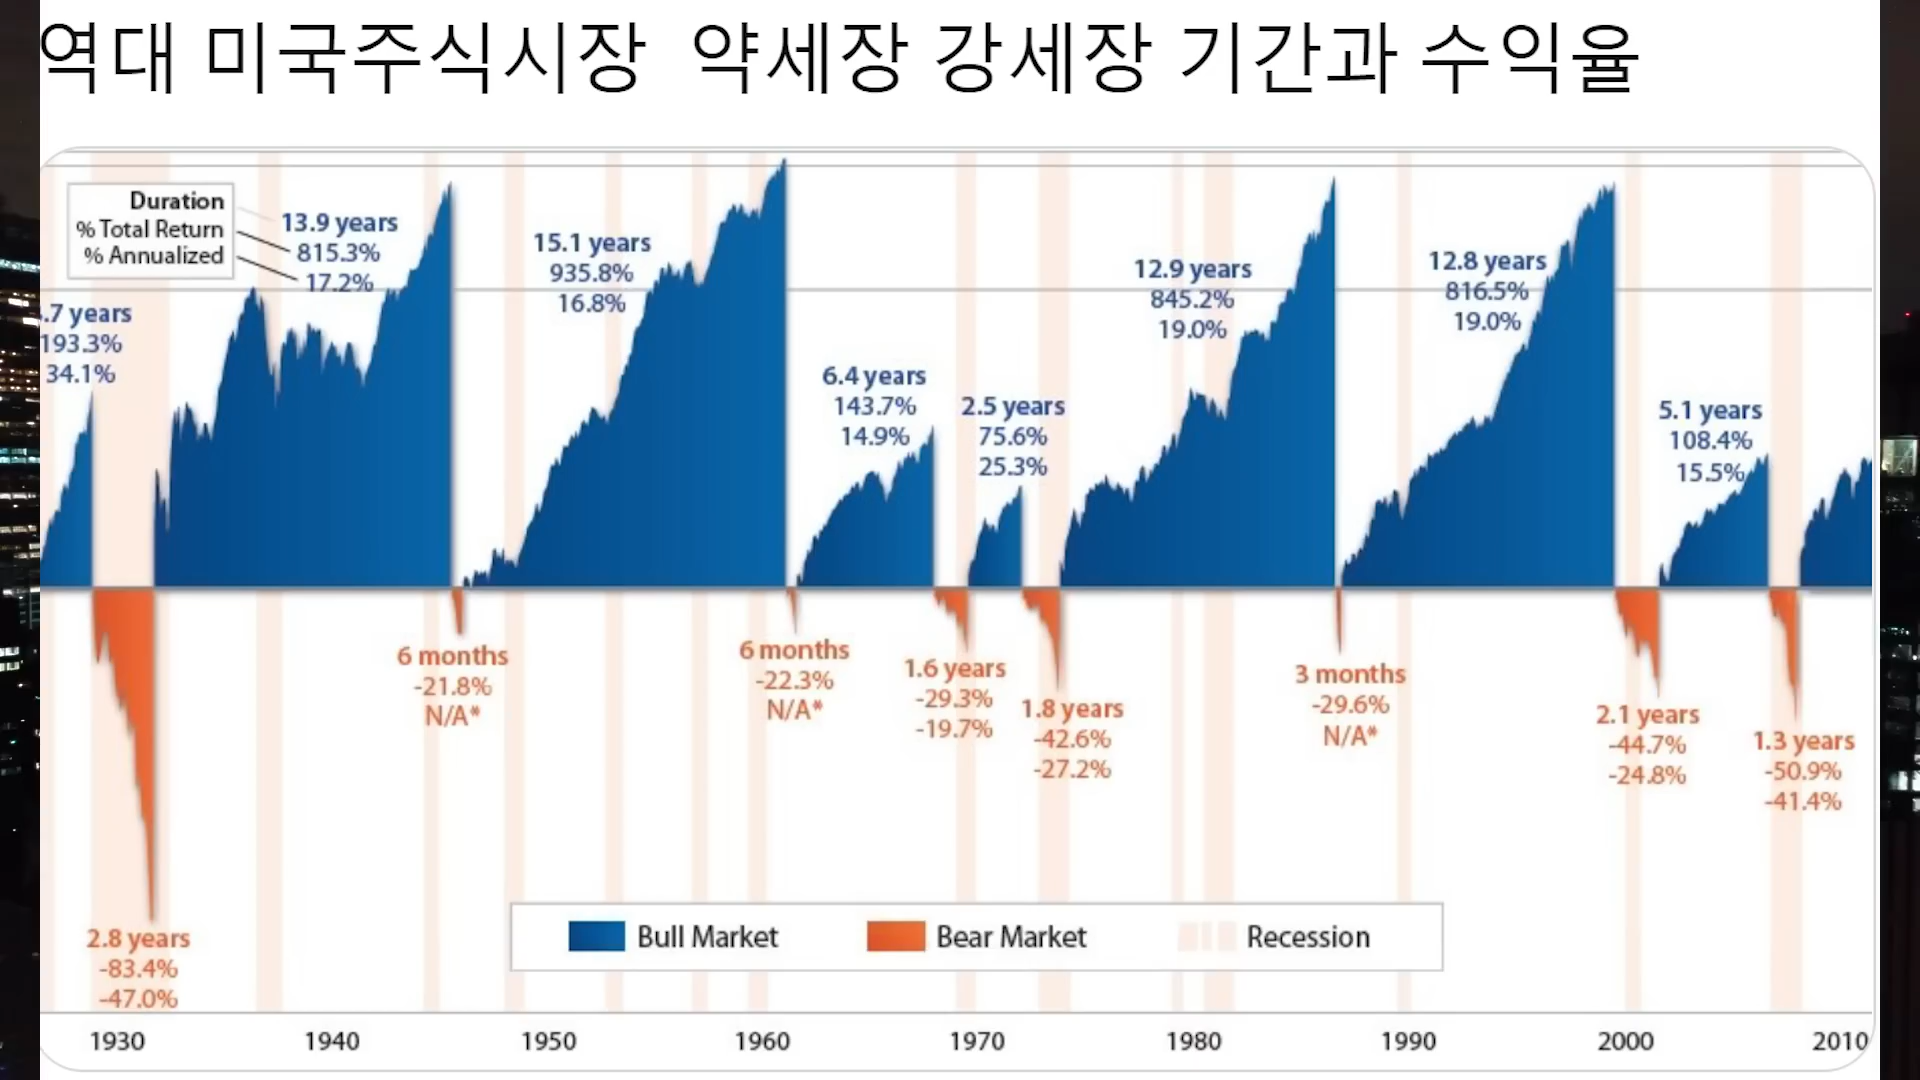 역대 미국주식시장 약세장 강세장 기간과 수익율
Duration
% Total Return
% Annualized
.7 years
193.3%
34.1%
13.9 years
815.3%
17.2%
15.1 years
935.8%
16.8%
6.4 years
143.7%
14.9%
2.5 years
75.6%
25.3%
12.9 years
845.2%
19.0%
12.8 years
816.5%
19.0%
5.1 years
108.4%
15.5%
2.8 years
-83.4%
-47.0%
6 months
-21.8%
N/A*
6 months
-22.3%
N/A*
1.6 years
-29.3%
-19.7%
1.8 years
-42.6%
-27.2%
3 months
-29.6%
N/A*
2.1 years
-44.7%
-24.8%
1.3 years
-50.9%
-41.4%
Bull Market Bear Market Recession
1930 1940 1950 1960 1970 1980 1990 2000 2010